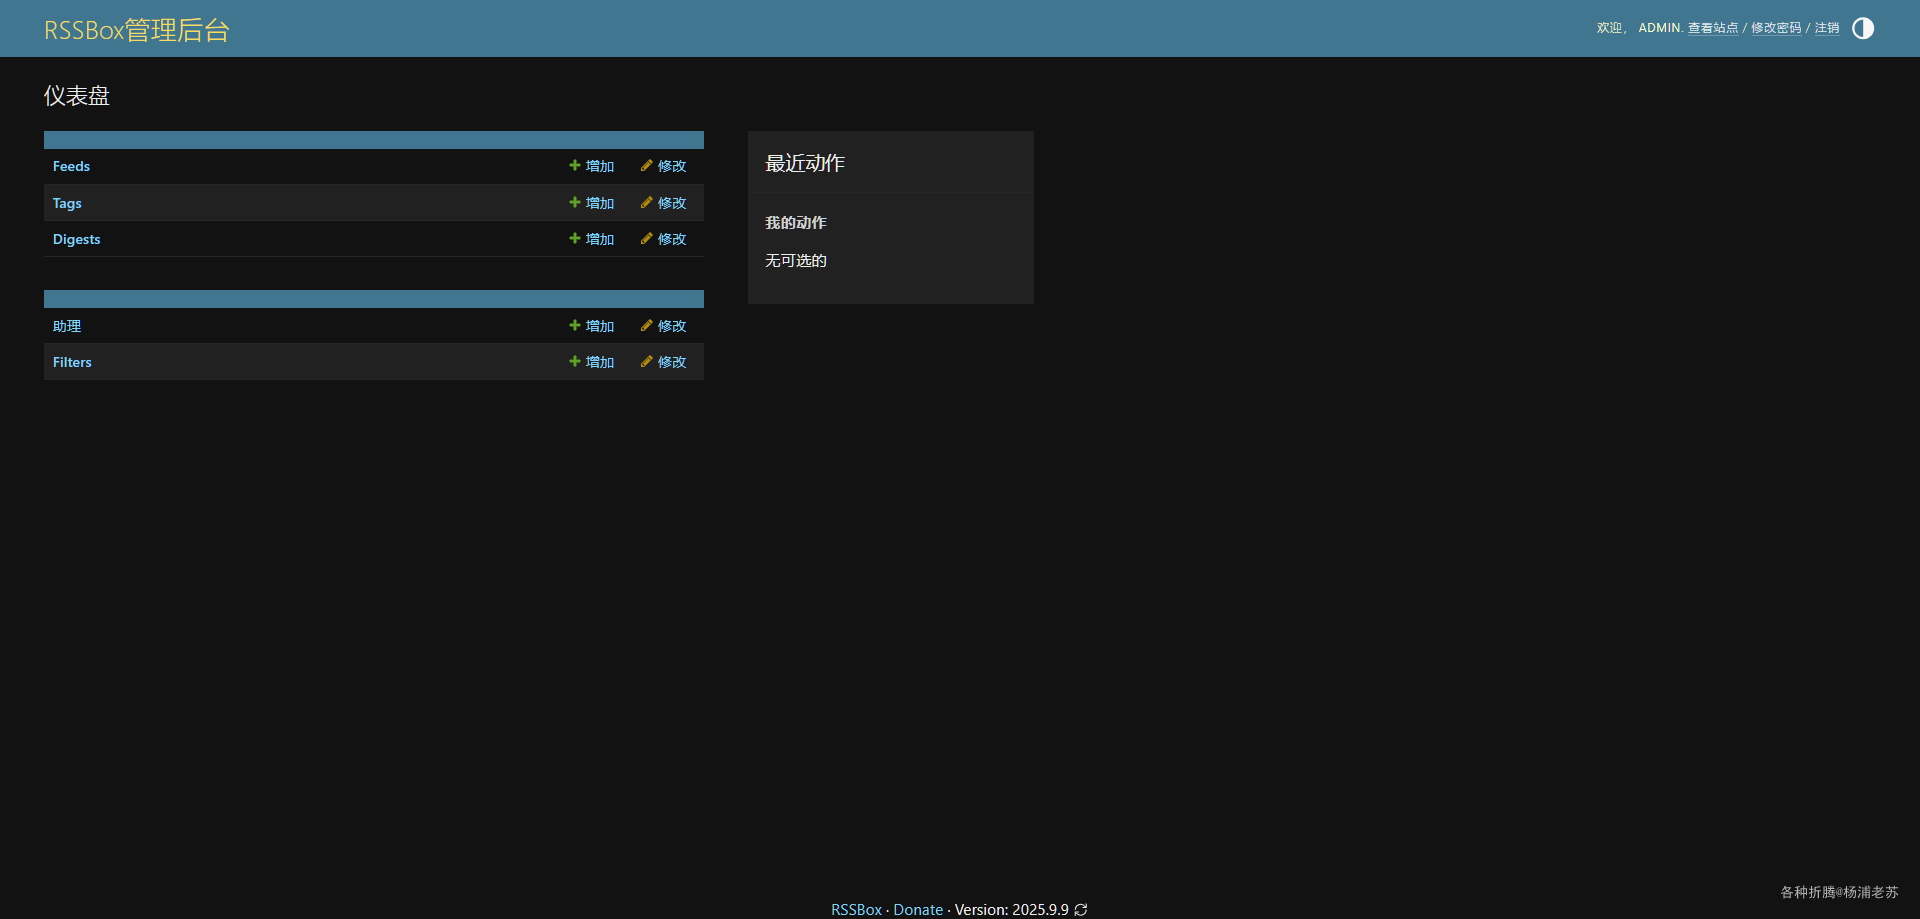 RSSBox管理后台
欢迎， ADMIN. 查看站点 / 修改密码 / 注销
仪表盘
Feeds 增加 修改
Tags 增加 修改
Digests 增加 修改
助理 增加 修改
Filters 增加 修改
最近动作
我的动作
无可选的
各种折腾@杨浦老苏
RSSBox · Donate · Version: 2025.9.9